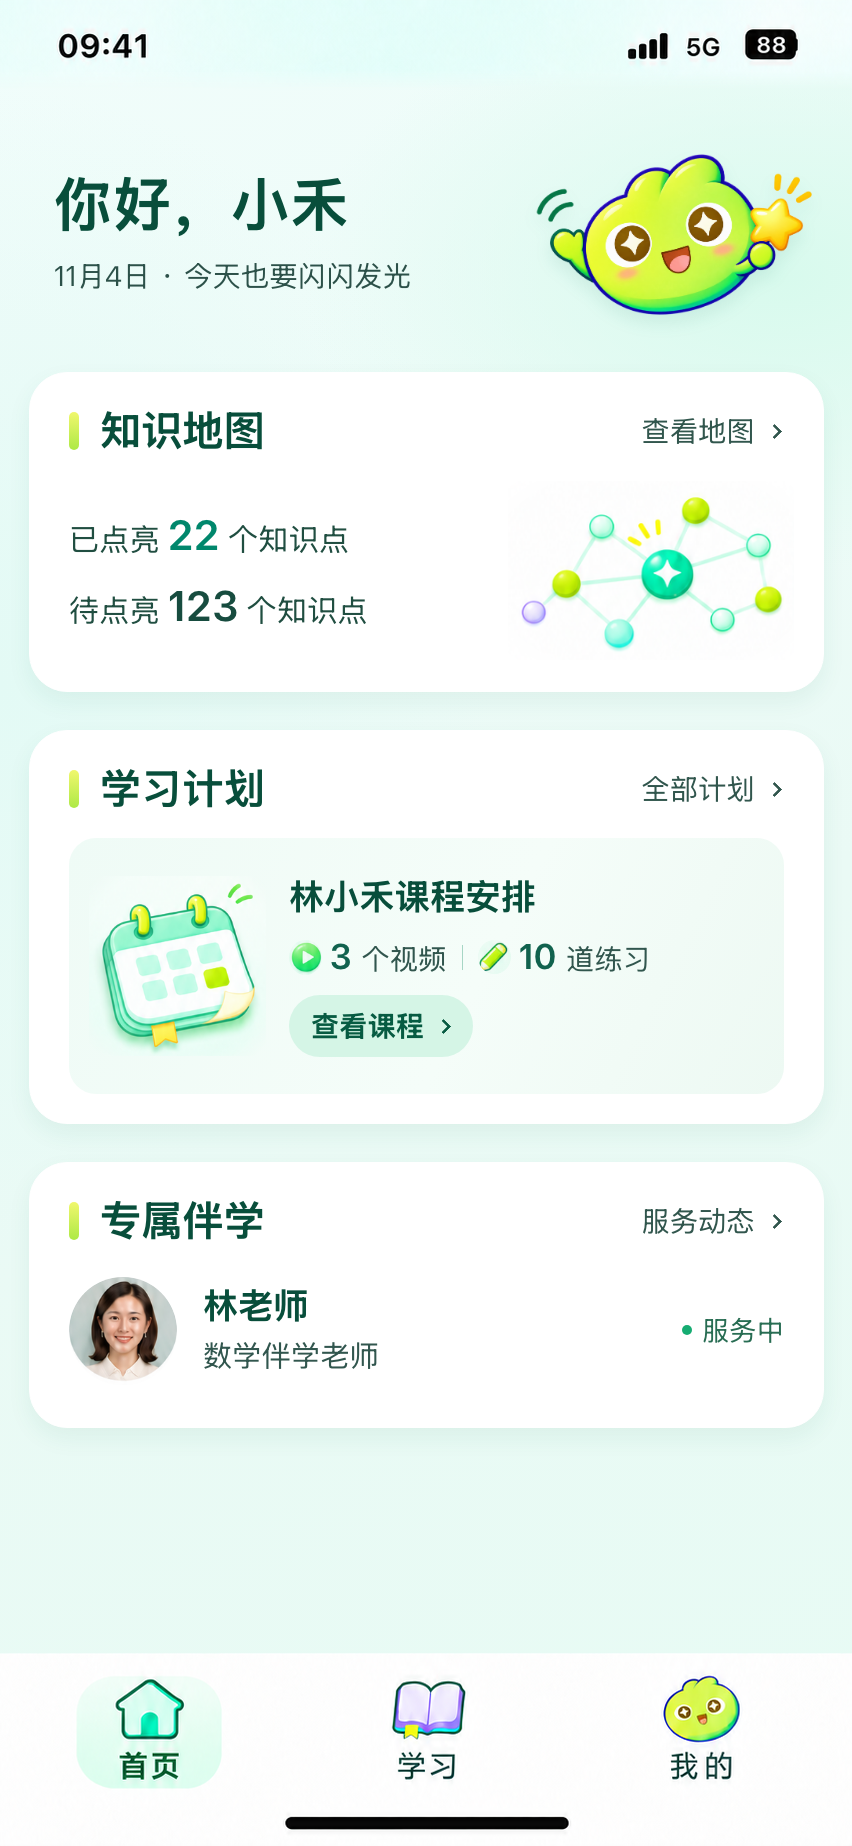 09:41
5G 88
你好，小禾
11月4日 · 今天也要闪闪发光
知识地图
查看地图 >
已点亮 22 个知识点
待点亮 123 个知识点
学习计划
全部计划 >
林小禾课程安排
3 个视频 | 10 道练习
查看课程 >
专属伴学
服务动态 >
林老师
数学伴学老师
服务中
首页
学习
我的